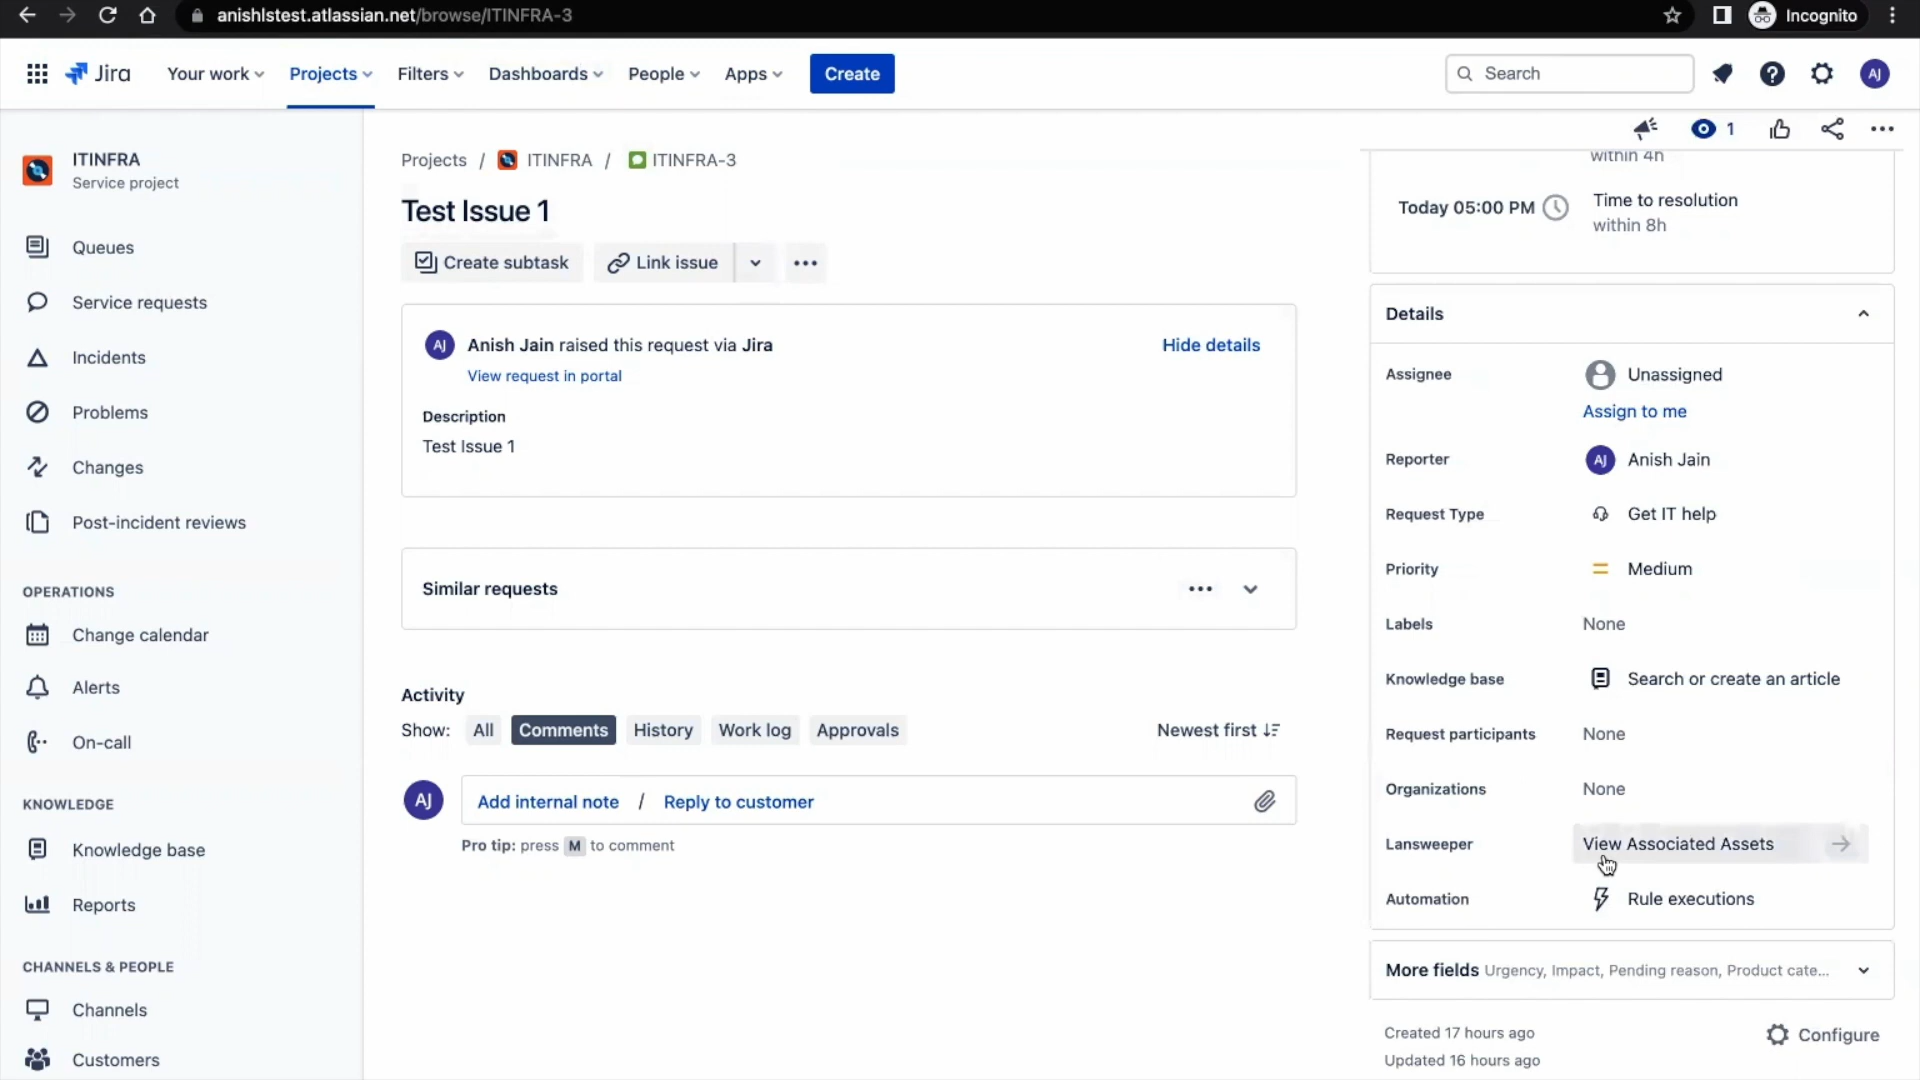 anishlstest.atlassian.net/browse/ITINFRA-3
Incognito
Jira
Your work
Projects
Filters
Dashboards
People
Apps
Create
Search
AJ
ITINFRA
Service project
Queues
Service requests
Incidents
Problems
Changes
Post-incident reviews
OPERATIONS
Change calendar
Alerts
On-call
KNOWLEDGE
Knowledge base
Reports
CHANNELS & PEOPLE
Channels
Customers
Projects / ITINFRA / ITINFRA-3
Test Issue 1
Create subtask
Link issue
AJ Anish Jain raised this request via Jira
Hide details
View request in portal
Description
Test Issue 1
Similar requests
Activity
Show: All Comments History Work log Approvals
Newest first
AJ Add internal note / Reply to customer
Pro tip: press M to comment
1
within 4h
Today 05:00 PM
Time to resolution
within 8h
Details
Assignee
Unassigned
Assign to me
Reporter
AJ Anish Jain
Request Type
Get IT help
Priority
Medium
Labels
None
Knowledge base
Search or create an article
Request participants
None
Organizations
None
Lansweeper
View Associated Assets
Automation
Rule executions
More fields Urgency, Impact, Pending reason, Product cate...
Created 17 hours ago
Configure
Updated 16 hours ago